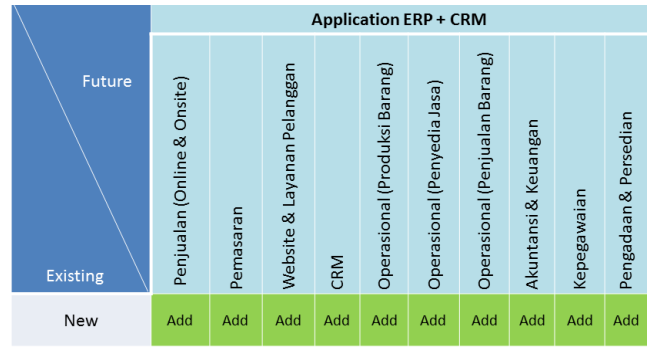 Application ERP + CRM
Future
Existing
Penjualan (Online & Onsite)
Pemasaran
Website & Layanan Pelanggan
CRM
Operasional (Produksi Barang)
Operasional (Penyedia Jasa)
Operasional (Penjualan Barang)
Akuntansi & Keuangan
Kepegawaian
Pengadaan & Persedian
New Add Add Add Add Add Add Add Add Add Add